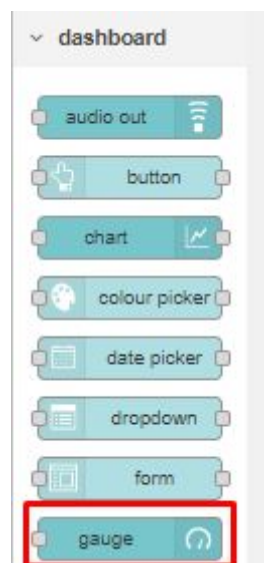 dashboard
audio out
button
chart
colour picker
date picker
dropdown
form
gauge